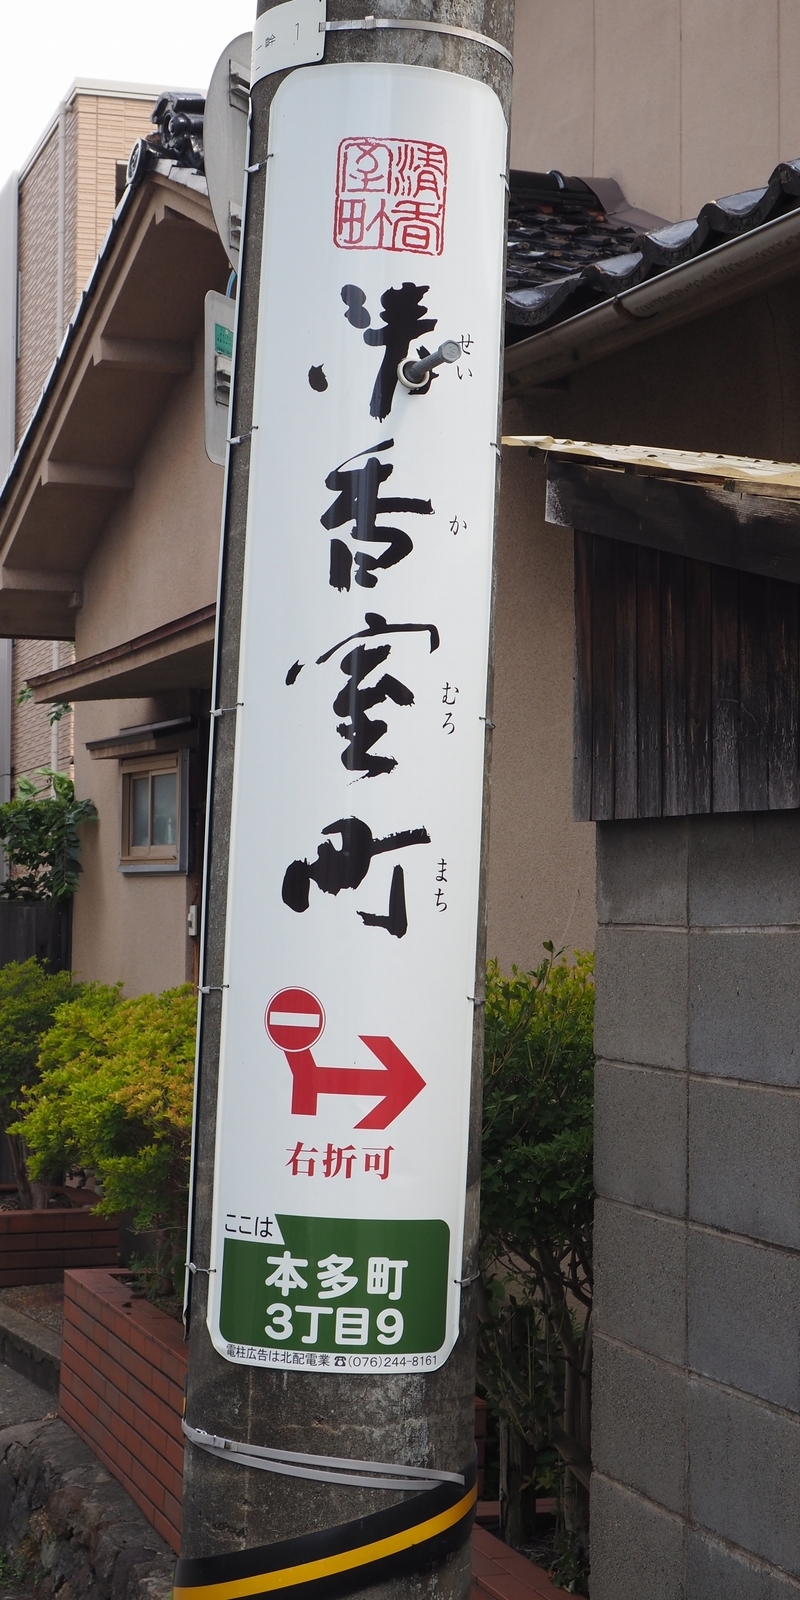 清香
室町
清香室町
せい
か
むろ
まち
右折可
ここは
本多町
3丁目9
電柱広告は北配電業 ☎(076)244-8161